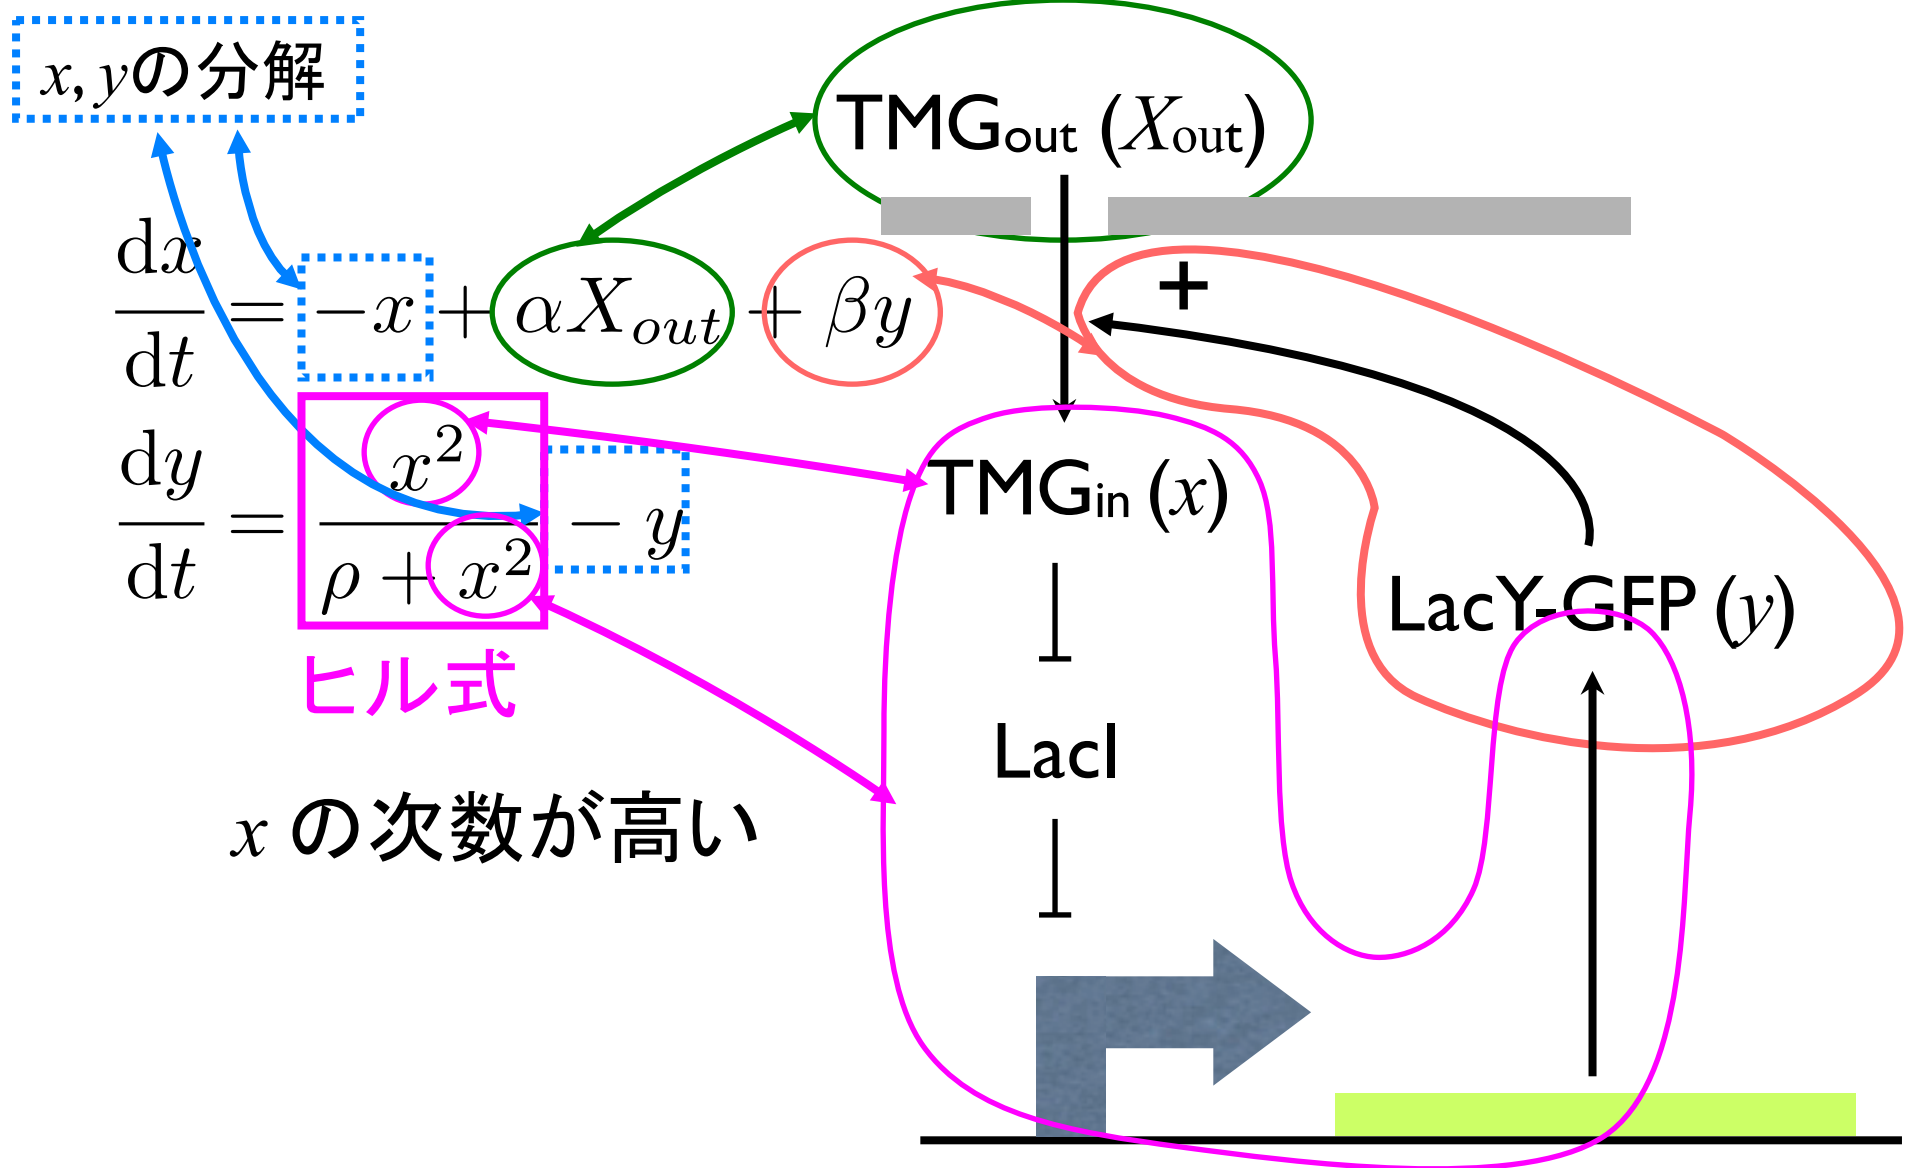 x, yの分解
TMGout (Xout)
dx/dt = −x + αX_out + βy
+
dy/dt = x²/(ρ + x²) − y
TMGin (x)
LacY-GFP (y)
ヒル式
LacI
x の次数が高い